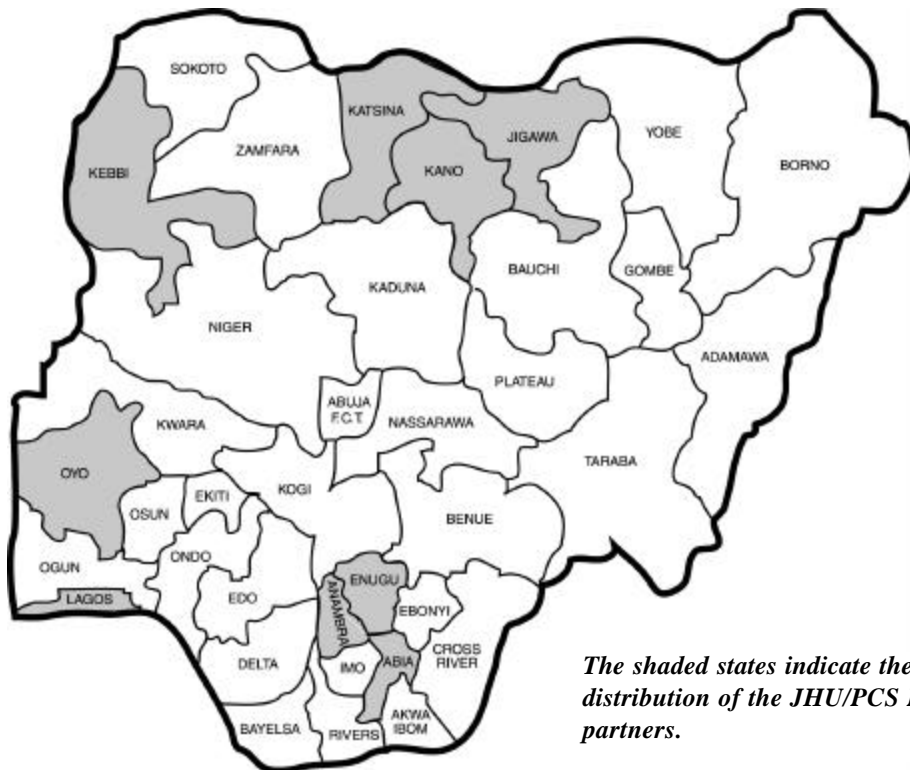 SOKOTO
KATSINA
JIGAWA
YOBE
BORNO
KEBBI
ZAMFARA
KANO
BAUCHI
GOMBE
KADUNA
NIGER
ADAMAWA
PLATEAU
ABUJA
F.C.T.
NASSARAWA
KWARA
TARABA
OYO
KOGI
EKITI
OSUN
BENUE
ONDO
OGUN
ENUGU
LAGOS
EDO
ANAMBRA
EBONYI
CROSS
RIVER
DELTA
IMO
ABIA
AKWA
IBOM
BAYELSA
RIVERS
The shaded states indicate the
distribution of the JHU/PCS
partners.